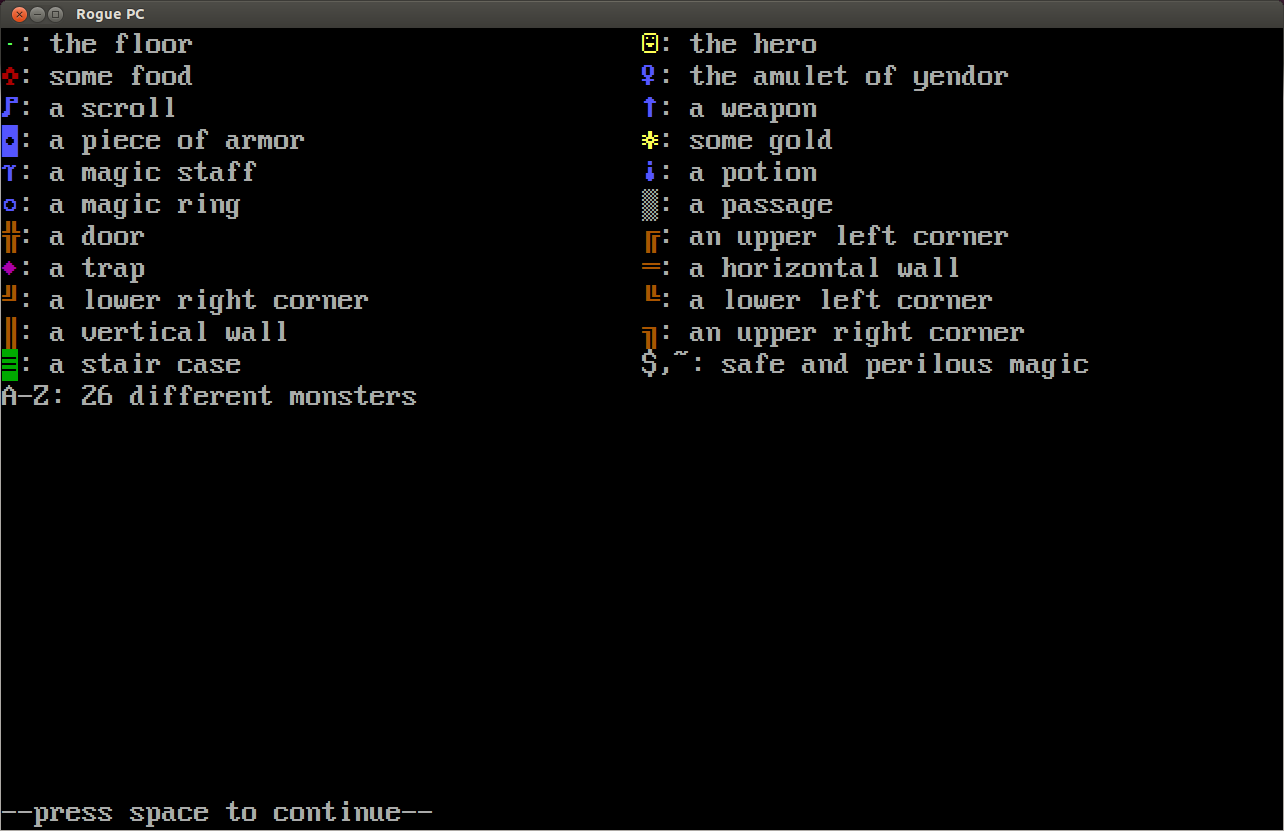 Rogue PC
·: the floor ☺: the hero
♣: some food ♀: the amulet of yendor
♪: a scroll ↑: a weapon
◘: a piece of armor ☼: some gold
τ: a magic staff ¡: a potion
○: a magic ring ▒: a passage
╬: a door ╔: an upper left corner
♦: a trap ═: a horizontal wall
╝: a lower right corner ╚: a lower left corner
║: a vertical wall ╗: an upper right corner
≡: a stair case $,~: safe and perilous magic
A-Z: 26 different monsters
--press space to continue--